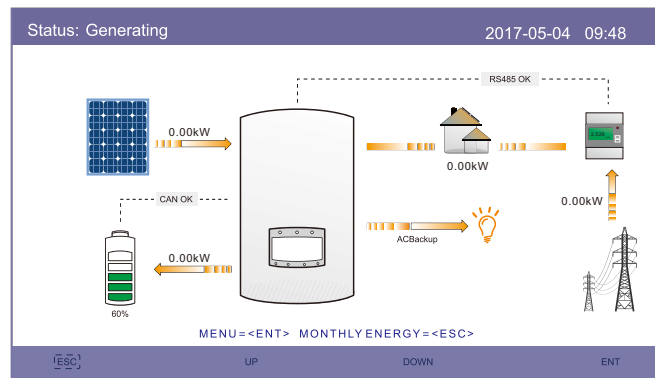 Status: Generating
2017-05-04 09:48
RS485 OK
0.00kW
0.00kW
0.00kW
CAN OK
0.00kW
ACBackup
60%
MENU=<ENT> MONTHLY ENERGY=<ESC>
ESC UP DOWN ENT